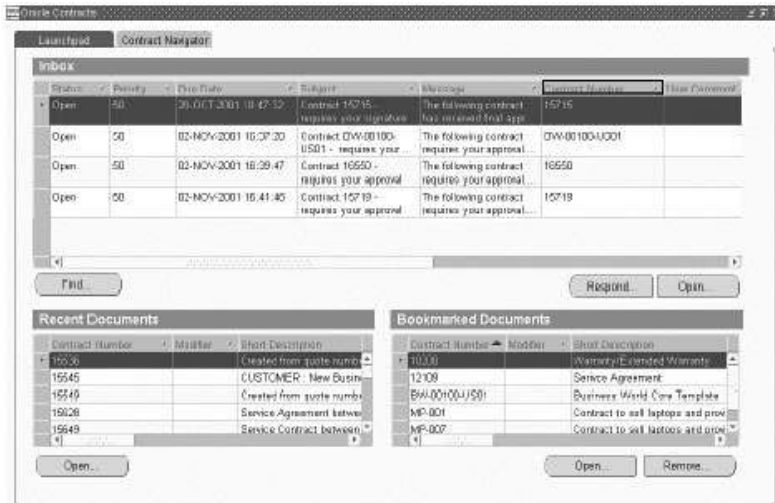 Oracle Contracts
Launchpad Contract Navigator
Inbox
Status Priority Due Date Subject Message Contract Number User Comment
Open 50 26-OCT-2001 18:47:32 Contract 15715 - The following contract 15715
requires your signature has received final appr
Open 50 02-NOV-2001 16:37:20 Contract BW-00100- The following contract BW-00100-US01
US01 - requires your ... requires your approval...
Open 50 02-NOV-2001 16:39:47 Contract 16550 - The following contract 16550
requires your approval requires your approval...
Open 50 02-NOV-2001 16:41:45 Contract 15719 - The following contract 15719
requires your approval requires your approval...
Find... Respond... Open...
Recent Documents
Contract Number Modifier Short Description
15536 Created from quote numb
15545 CUSTOMER : New Busin
15549 Created from quote numb
15628 Service Agreement betwe
15649 Service Contract between
Open...
Bookmarked Documents
Contract Number Modifier Short Description
10000 Warranty/Extended Warranty
12109 Service Agreement
BW-00100-US01 Business World Core Template
MP-001 Contract to sell laptops and prov
MP-007 Contract to sell laptops and prov
Open... Remove...